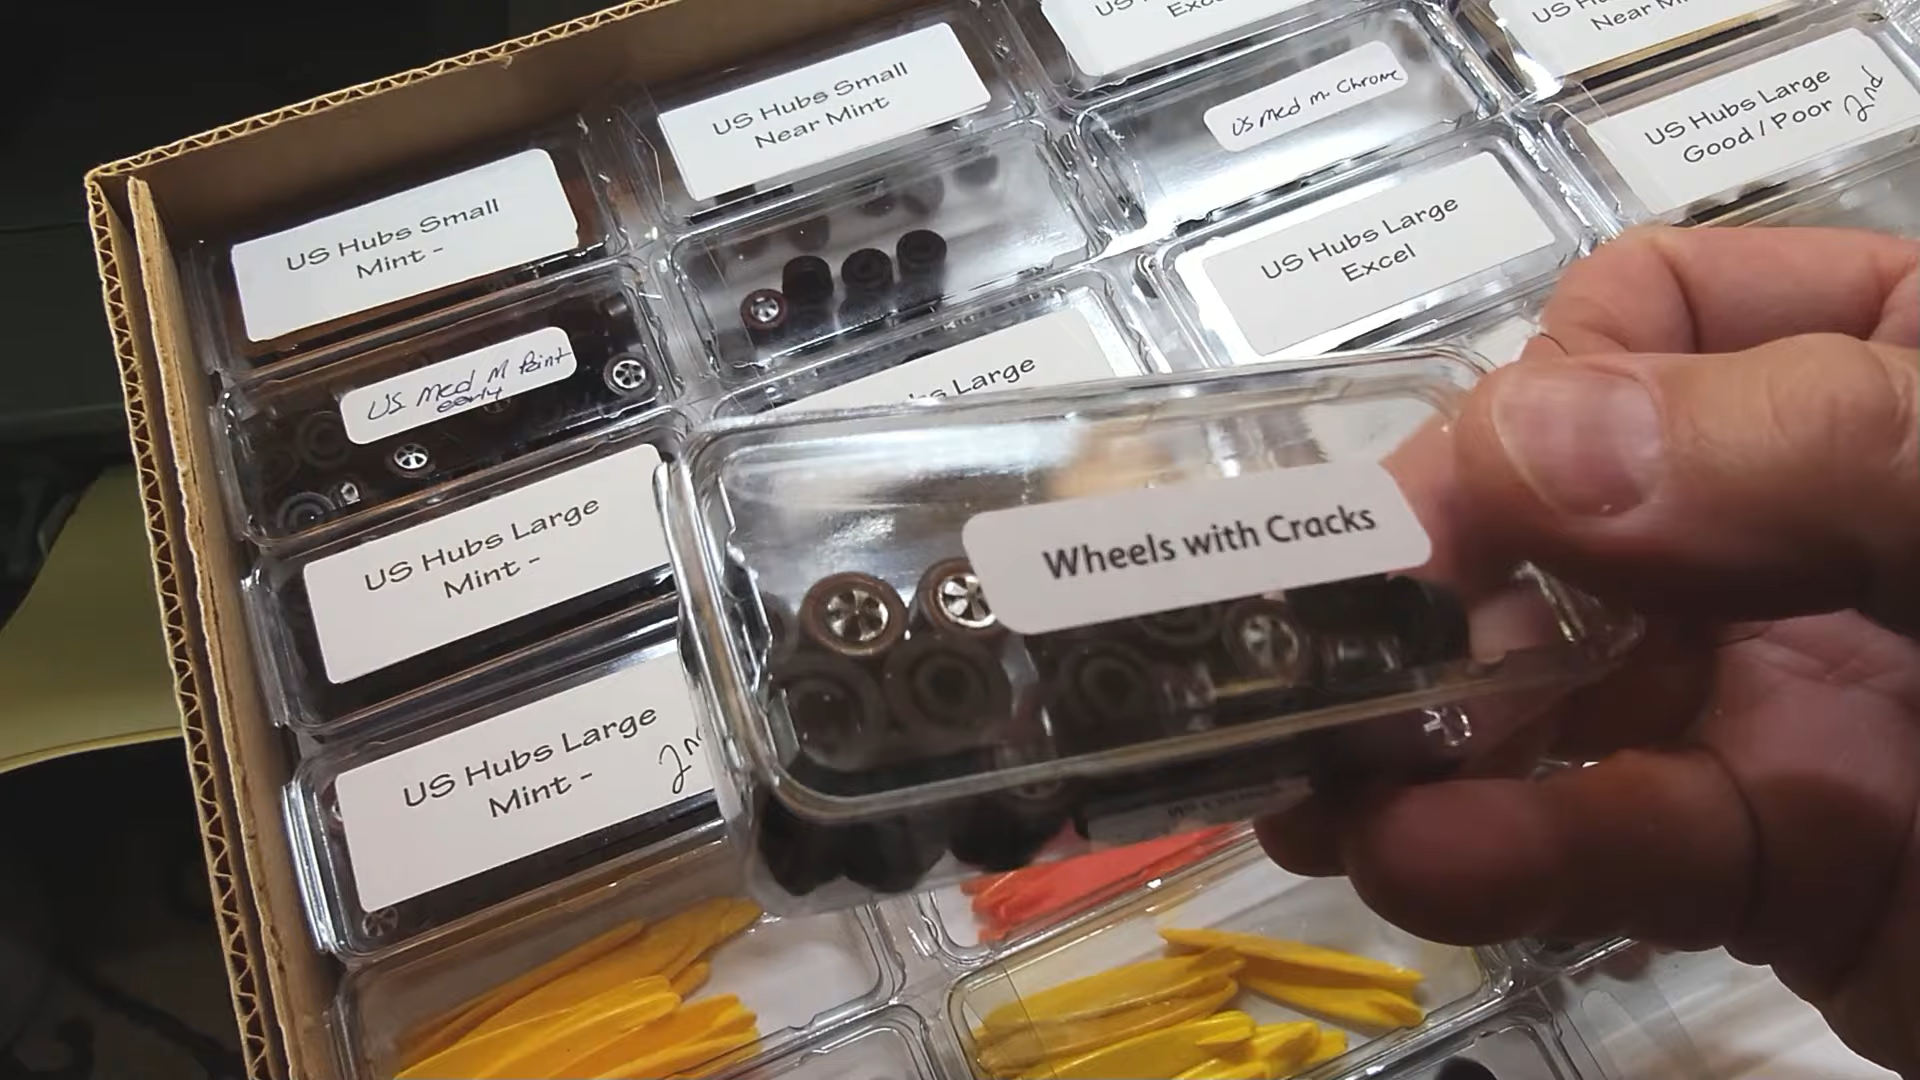 US Hubs Small
Near Mint
US Med M Chrome
US Hubs Large
Good / Poor 2nd
US Hubs Small
Mint -
US Hubs Large
Excel
US Med M Paint
early
Large
Wheels with Cracks
US Hubs Large
Mint -
US Hubs Large
Mint -